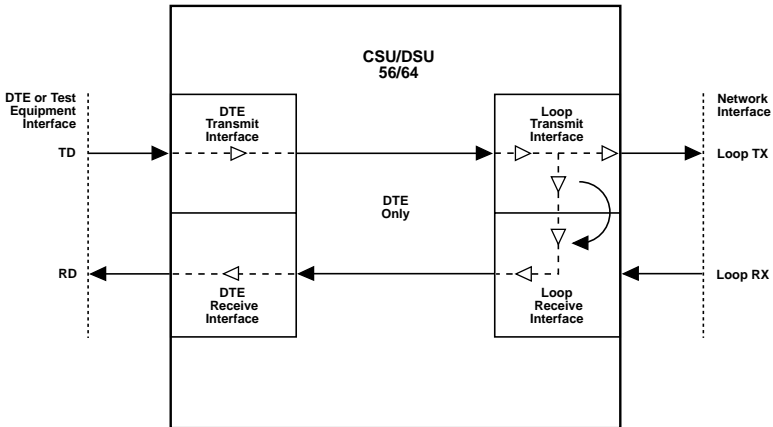 CSU/DSU
56/64
DTE or Test
Equipment
Interface
DTE
Transmit
Interface
Loop
Transmit
Interface
Network
Interface
TD
Loop TX
DTE
Only
RD
Loop RX
DTE
Receive
Interface
Loop
Receive
Interface